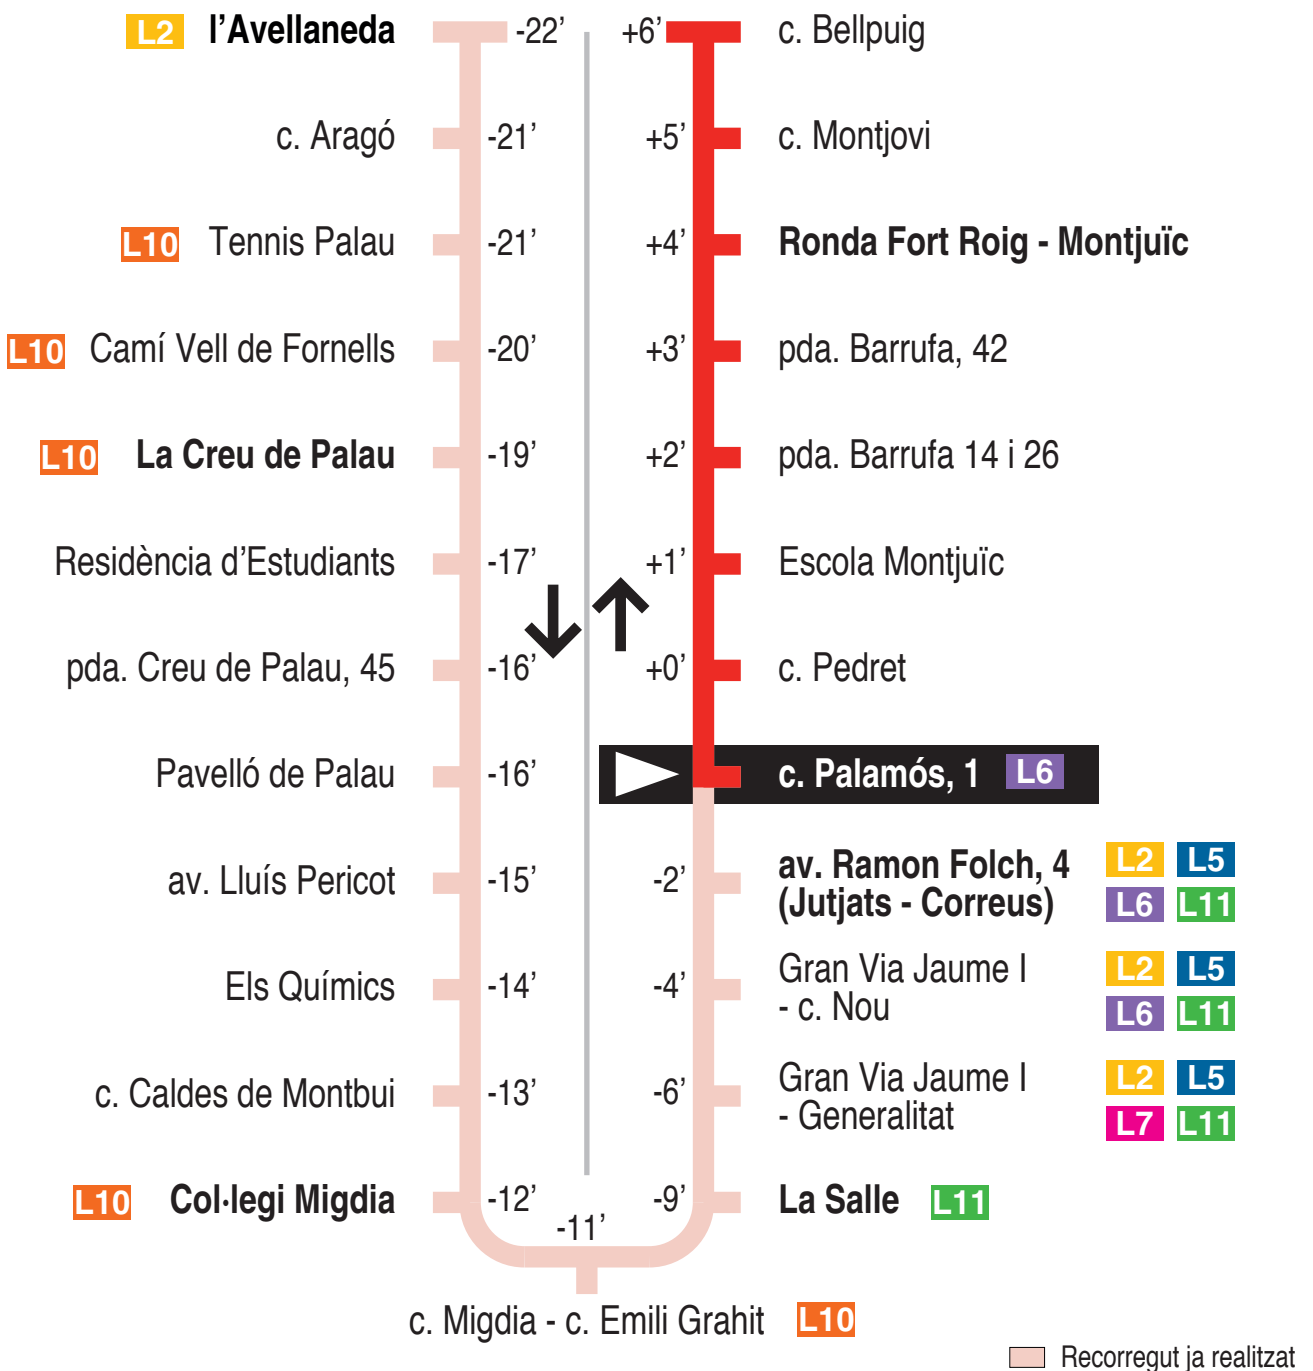 L2 l’Avellaneda -22’
c. Aragó -21’
L10 Tennis Palau -21’
L10 Camí Vell de Fornells -20’
L10 La Creu de Palau -19’
Residència d’Estudiants -17’
pda. Creu de Palau, 45 -16’
Pavelló de Palau -16’
av. Lluís Pericot -15’
Els Químics -14’
c. Caldes de Montbui -13’
L10 Col·legi Migdia -12’
-11’
c. Migdia - c. Emili Grahit L10
+6’ c. Bellpuig
+5’ c. Montjovi
+4’ Ronda Fort Roig - Montjuïc
+3’ pda. Barrufa, 42
+2’ pda. Barrufa 14 i 26
+1’ Escola Montjuïc
+0’ c. Pedret
c. Palamós, 1 L6
-2’ av. Ramon Folch, 4 L2 L5
(Jutjats - Correus) L6 L11
-4’ Gran Via Jaume I L2 L5
- c. Nou L6 L11
-6’ Gran Via Jaume I L2 L5
- Generalitat L7 L11
-9’ La Salle L11
Recorregut ja realitzat